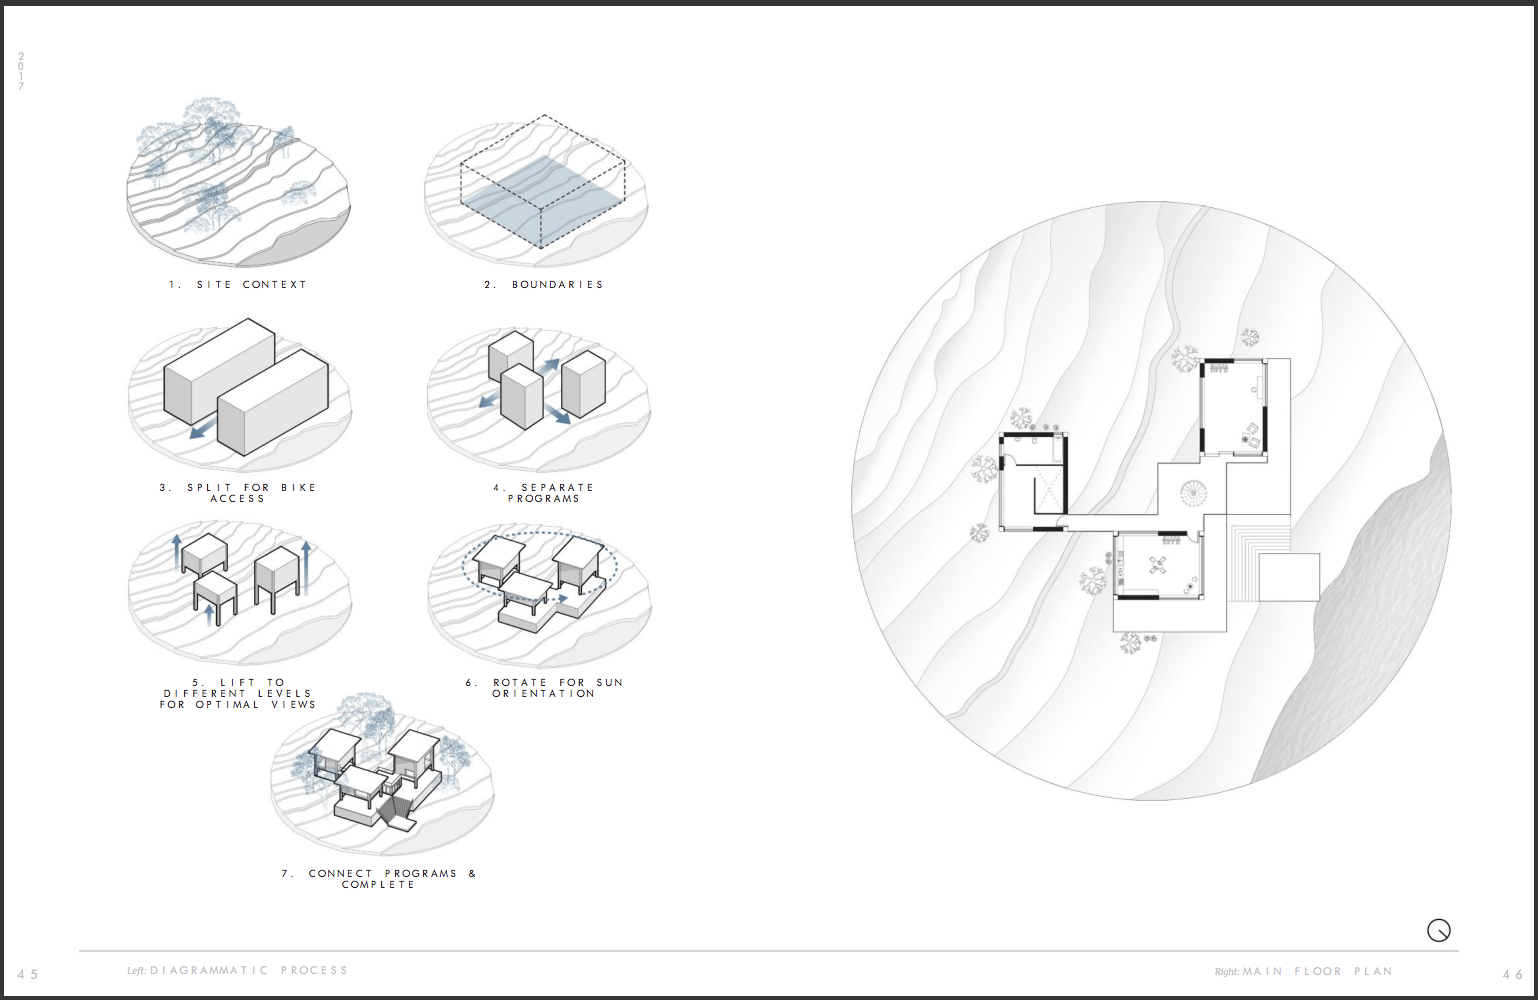 2017
1. SITE CONTEXT
2. BOUNDARIES
3. SPLIT FOR BIKE
ACCESS
4. SEPARATE
PROGRAMS
5. LIFT TO
DIFFERENT LEVELS
FOR OPTIMAL VIEWS
6. ROTATE FOR SUN
ORIENTATION
7. CONNECT PROGRAMS &
COMPLETE
45
Left: DIAGRAMMATIC PROCESS
Right: MAIN FLOOR PLAN
46